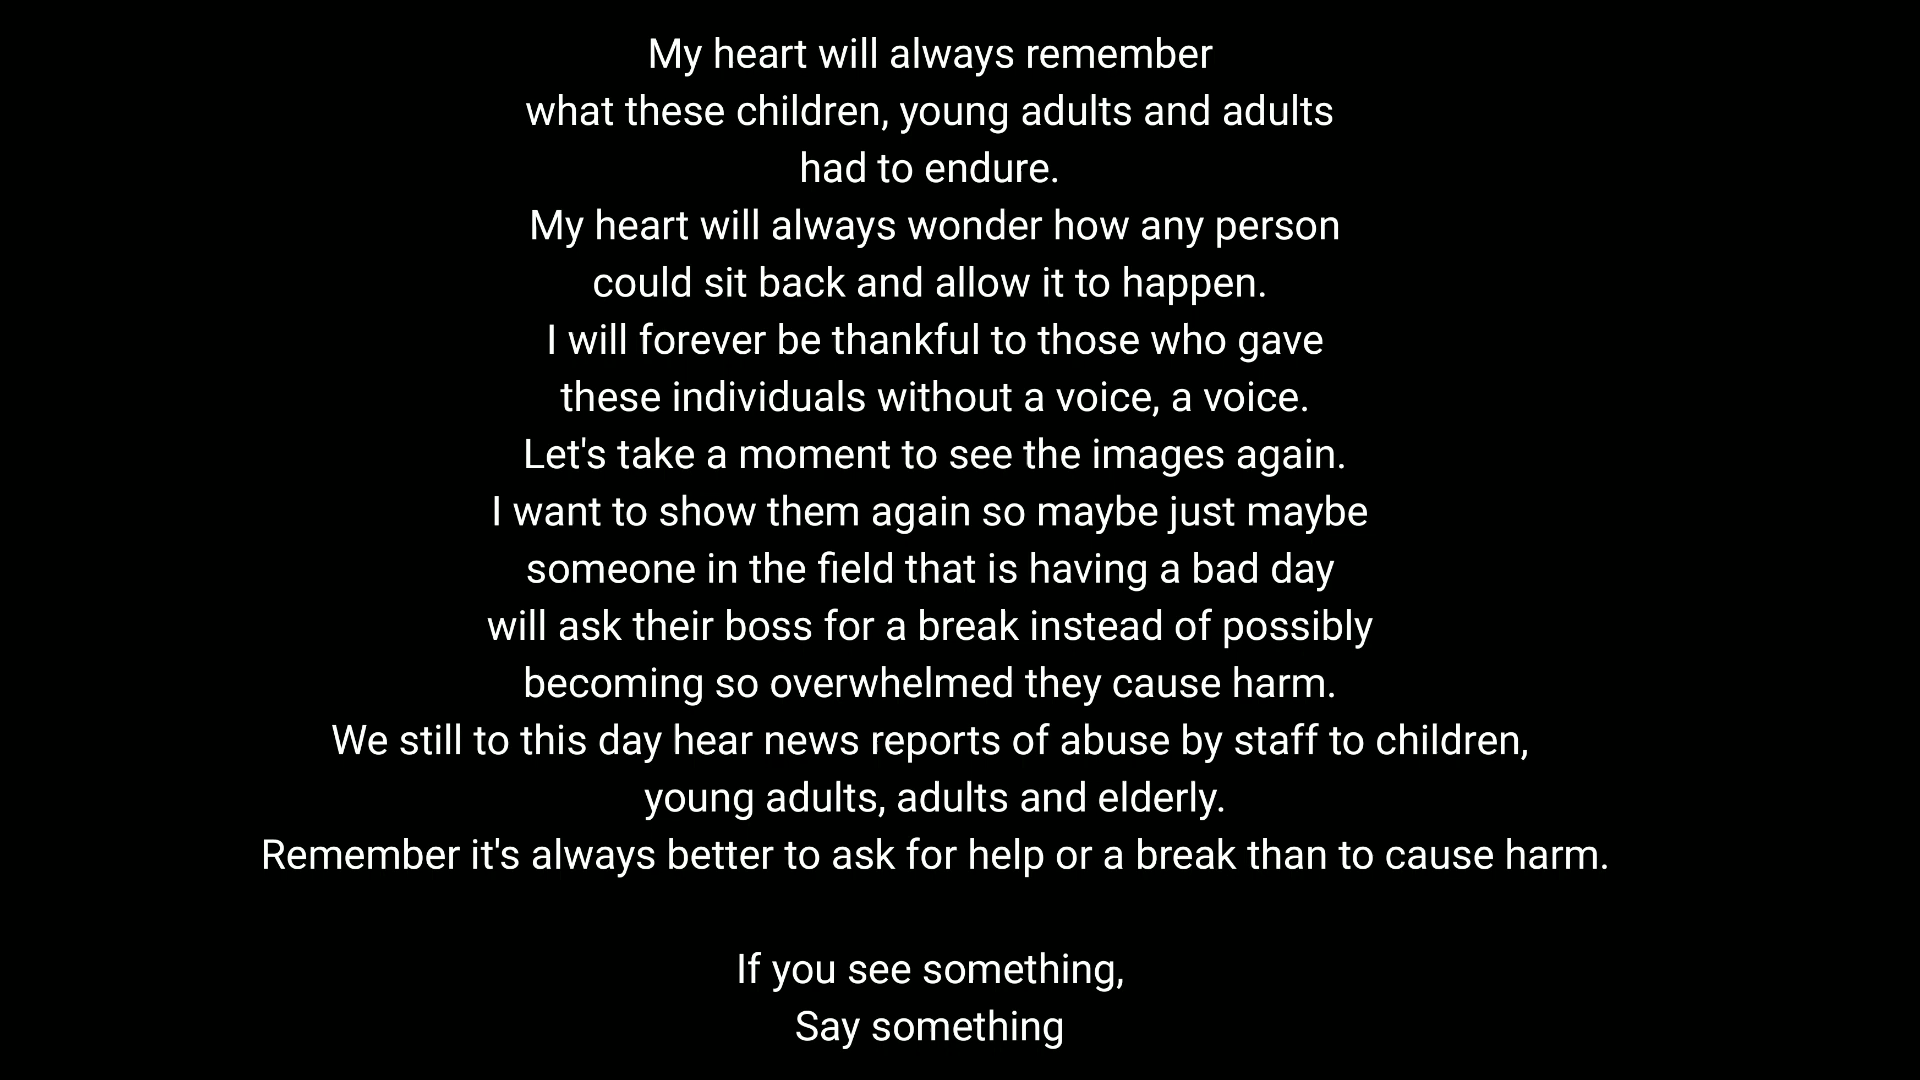 My heart will always remember
what these children, young adults and adults
had to endure.
My heart will always wonder how any person
could sit back and allow it to happen.
I will forever be thankful to those who gave
these individuals without a voice, a voice.
Let's take a moment to see the images again.
I want to show them again so maybe just maybe
someone in the field that is having a bad day
will ask their boss for a break instead of possibly
becoming so overwhelmed they cause harm.
We still to this day hear news reports of abuse by staff to children,
young adults, adults and elderly.
Remember it's always better to ask for help or a break than to cause harm.
If you see something,
Say something